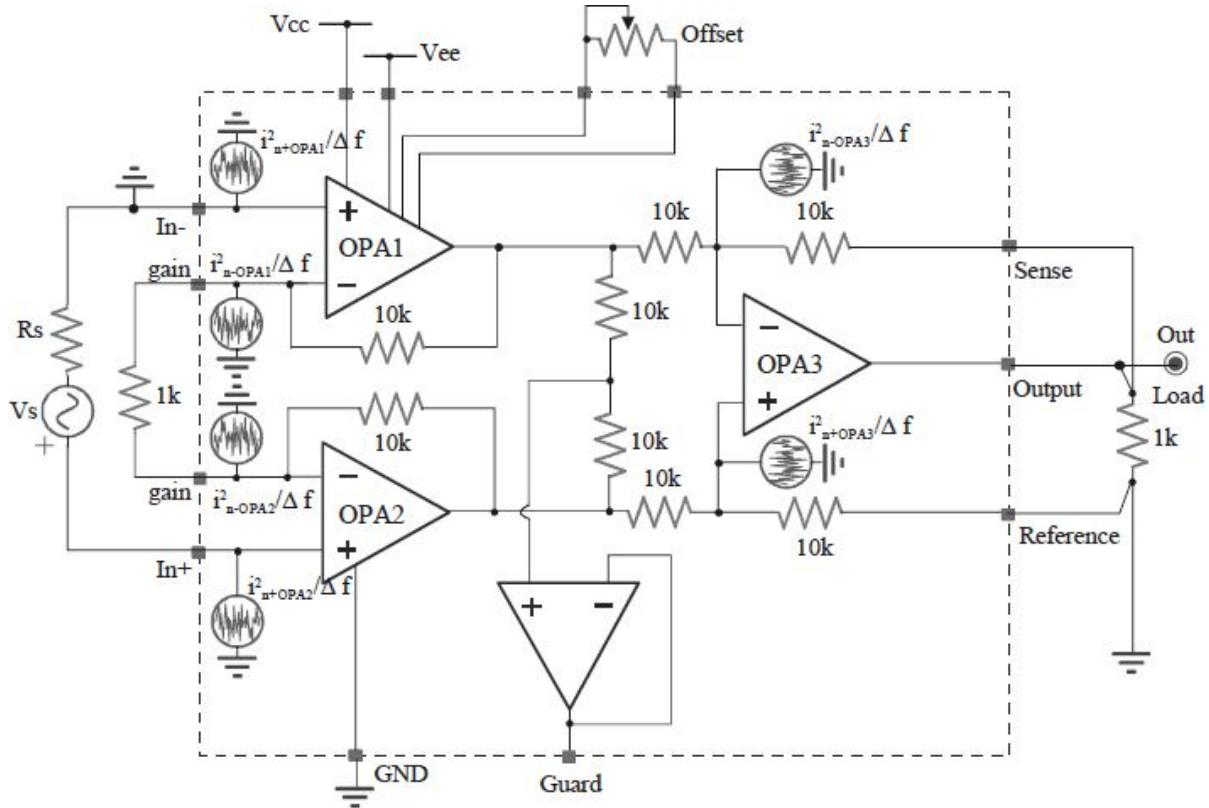 Vcc
Vee
Offset
i²n+OPA1/Δ f
i²n-OPA3/Δ f
In-
+
OPA1
−
10k
10k
Sense
gain
i²n-OPA1/Δ f
10k
10k
Rs
1k
Vs
+
−
OPA3
+
Out
Output
Load
1k
10k
10k
i²n+OPA3/Δ f
gain
i²n-OPA2/Δ f
−
OPA2
+
10k
10k
Reference
In+
i²n+OPA2/Δ f
+
−
GND
Guard